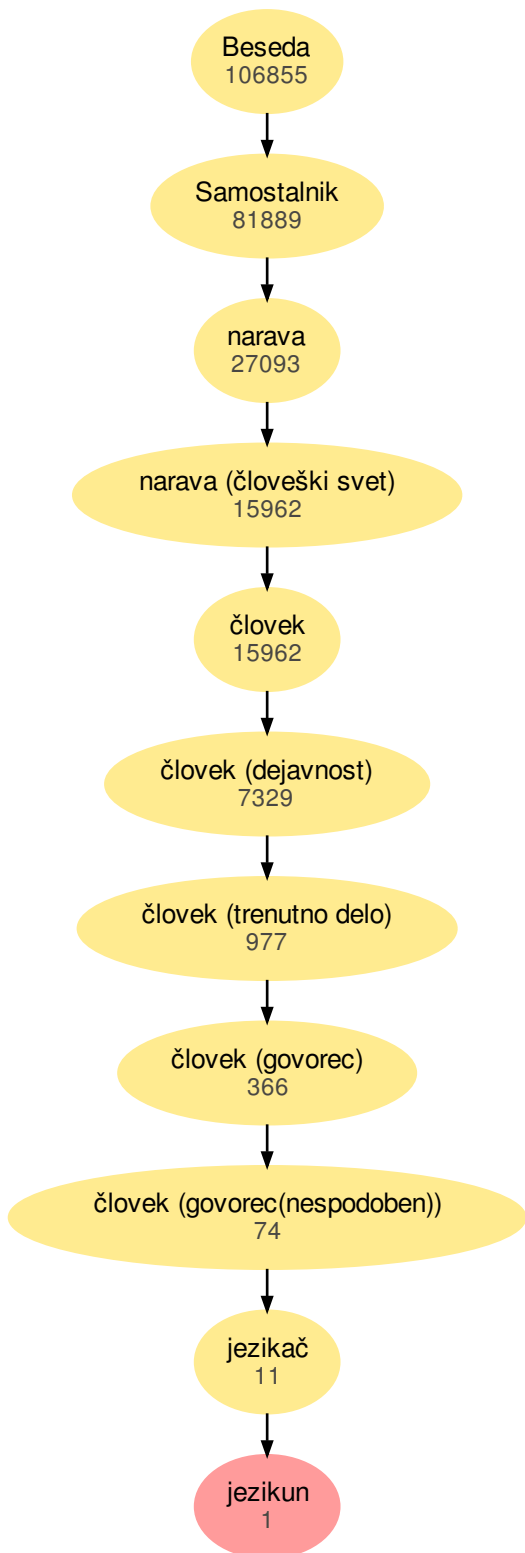 Beseda
106855
Samostalnik
81889
narava
27093
narava (človeški svet)
15962
človek
15962
človek (dejavnost)
7329
človek (trenutno delo)
977
človek (govorec)
366
človek (govorec(nespodoben))
74
jezikač
11
jezikun
1